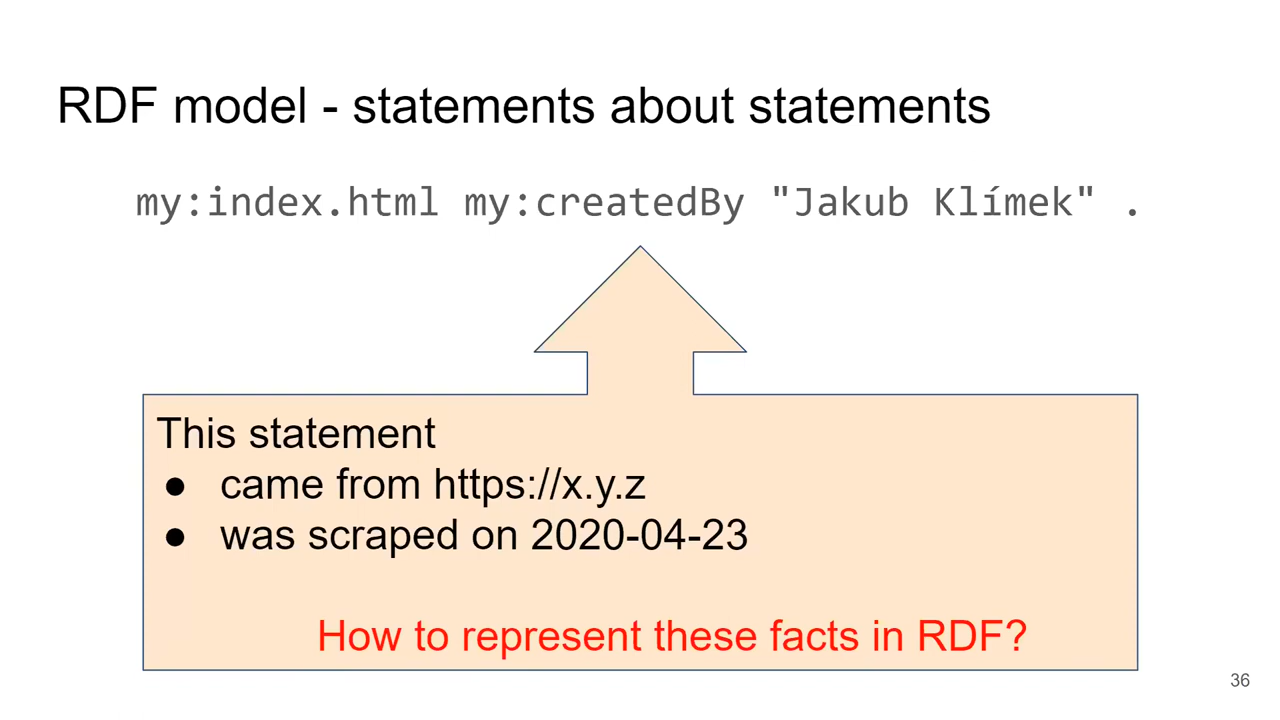 RDF model - statements about statements
my:index.html my:createdBy "Jakub Klímek" .
This statement
● came from https://x.y.z
● was scraped on 2020-04-23
How to represent these facts in RDF?
36